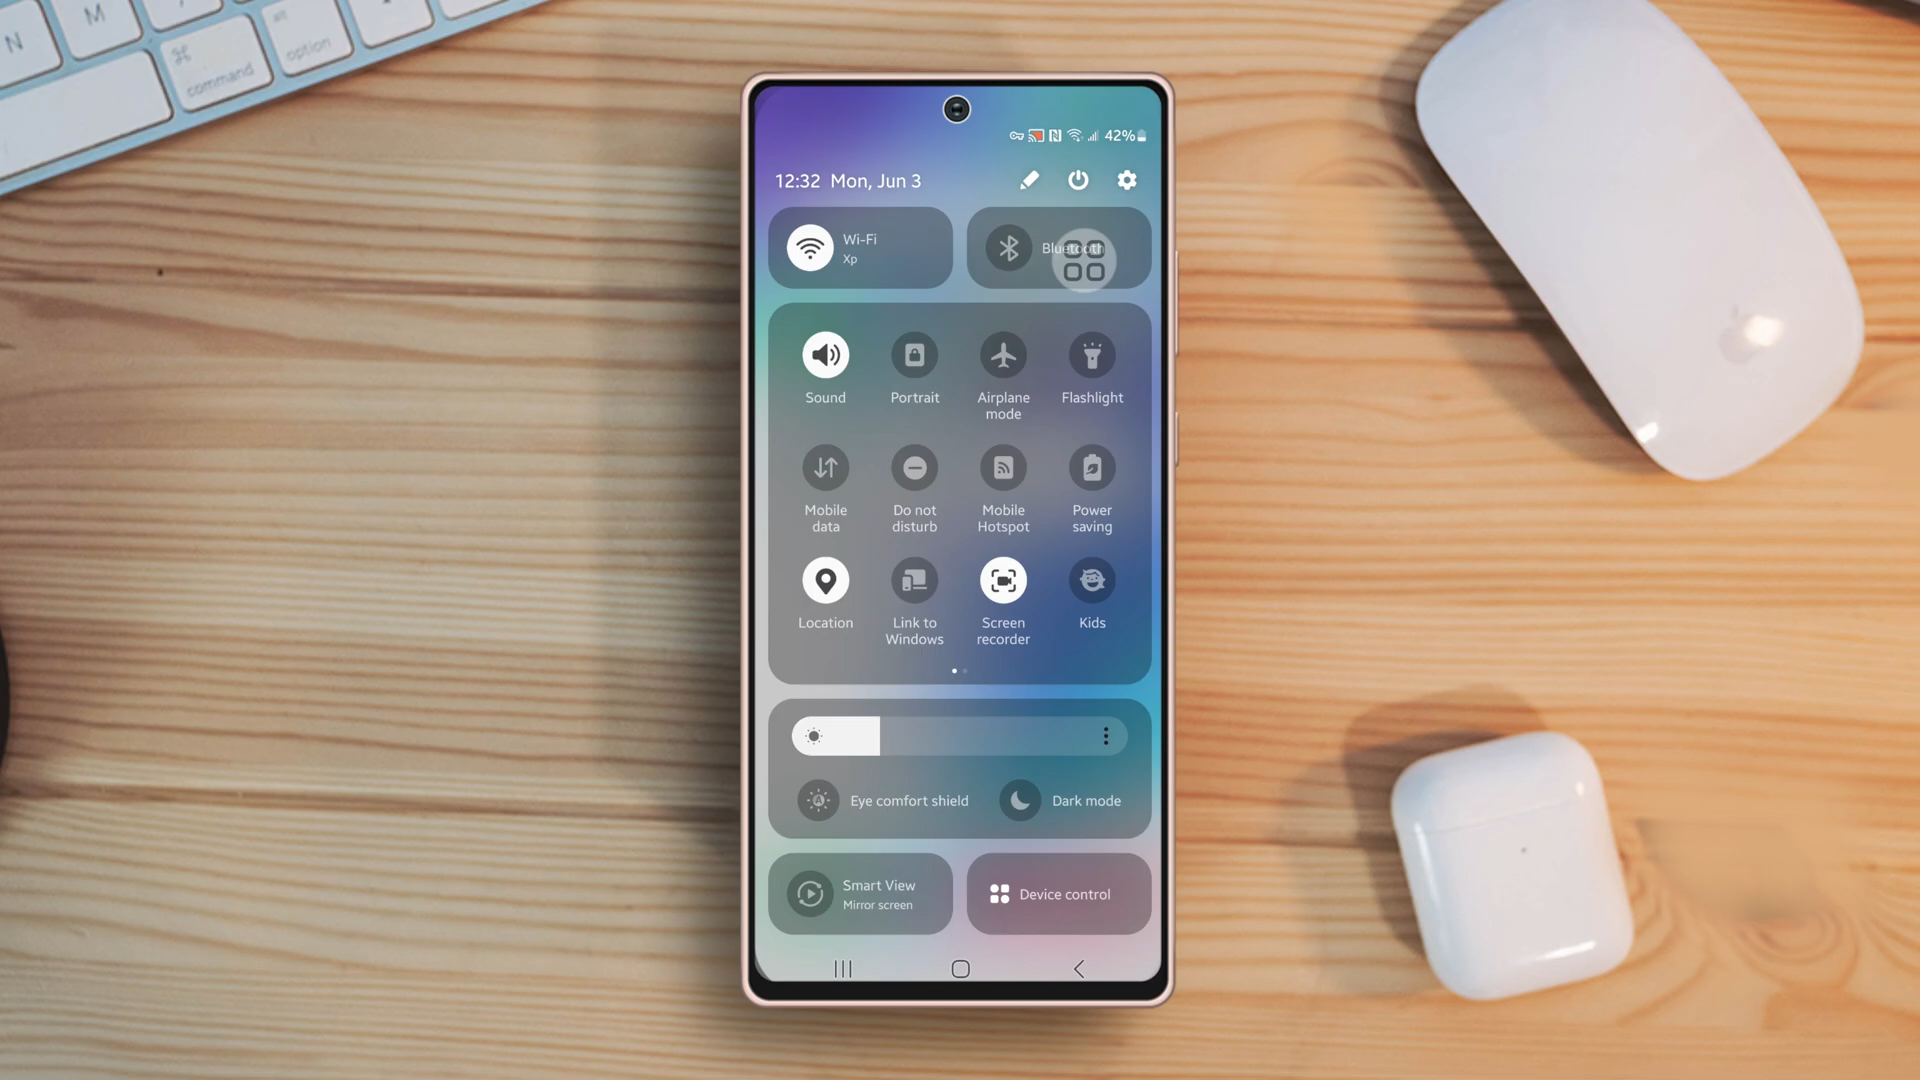 N
M
⌘
command
alt
option
42%
12:32 Mon, Jun 3
Wi-Fi
Xp
Bluetooth
Sound
Portrait
Airplane
mode
Flashlight
Mobile
data
Do not
disturb
Mobile
Hotspot
Power
saving
Location
Link to
Windows
Screen
recorder
Kids
Eye comfort shield
Dark mode
Smart View
Mirror screen
Device control